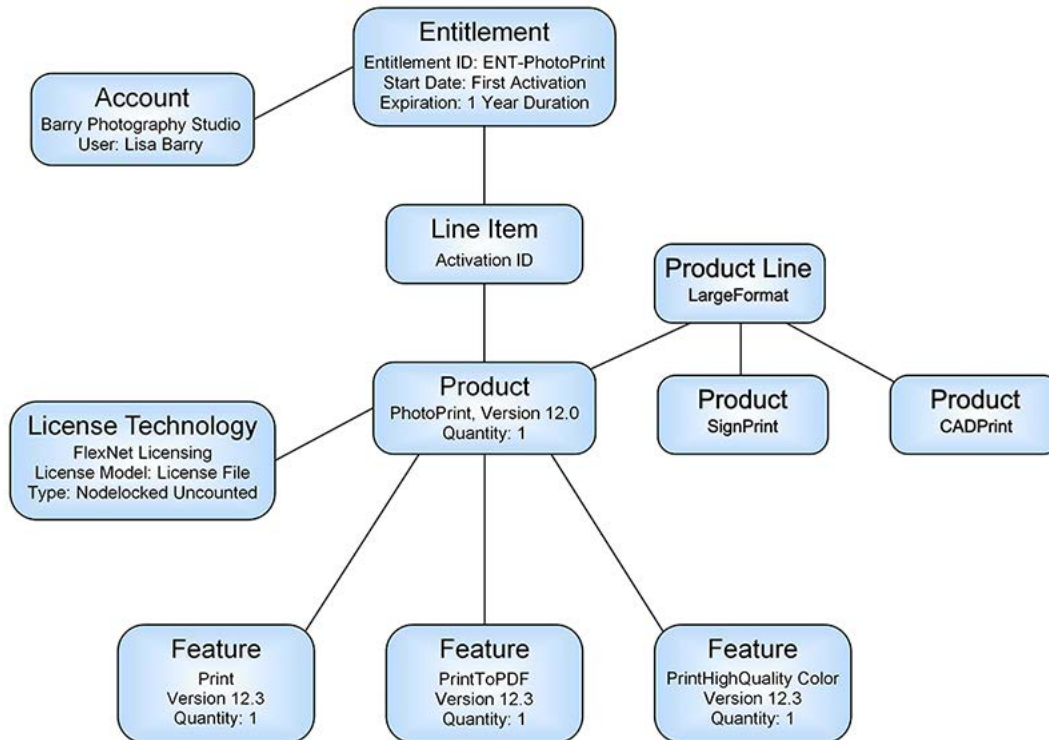 Entitlement
Entitlement ID: ENT-PhotoPrint
Start Date: First Activation
Expiration: 1 Year Duration
Account
Barry Photography Studio
User: Lisa Barry
Line Item
Activation ID
Product Line
LargeFormat
Product
PhotoPrint, Version 12.0
Quantity: 1
Product
SignPrint
Product
CADPrint
License Technology
FlexNet Licensing
License Model: License File
Type: Nodelocked Uncounted
Feature
Print
Version 12.3
Quantity: 1
Feature
PrintToPDF
Version 12.3
Quantity: 1
Feature
PrintHighQuality Color
Version 12.3
Quantity: 1